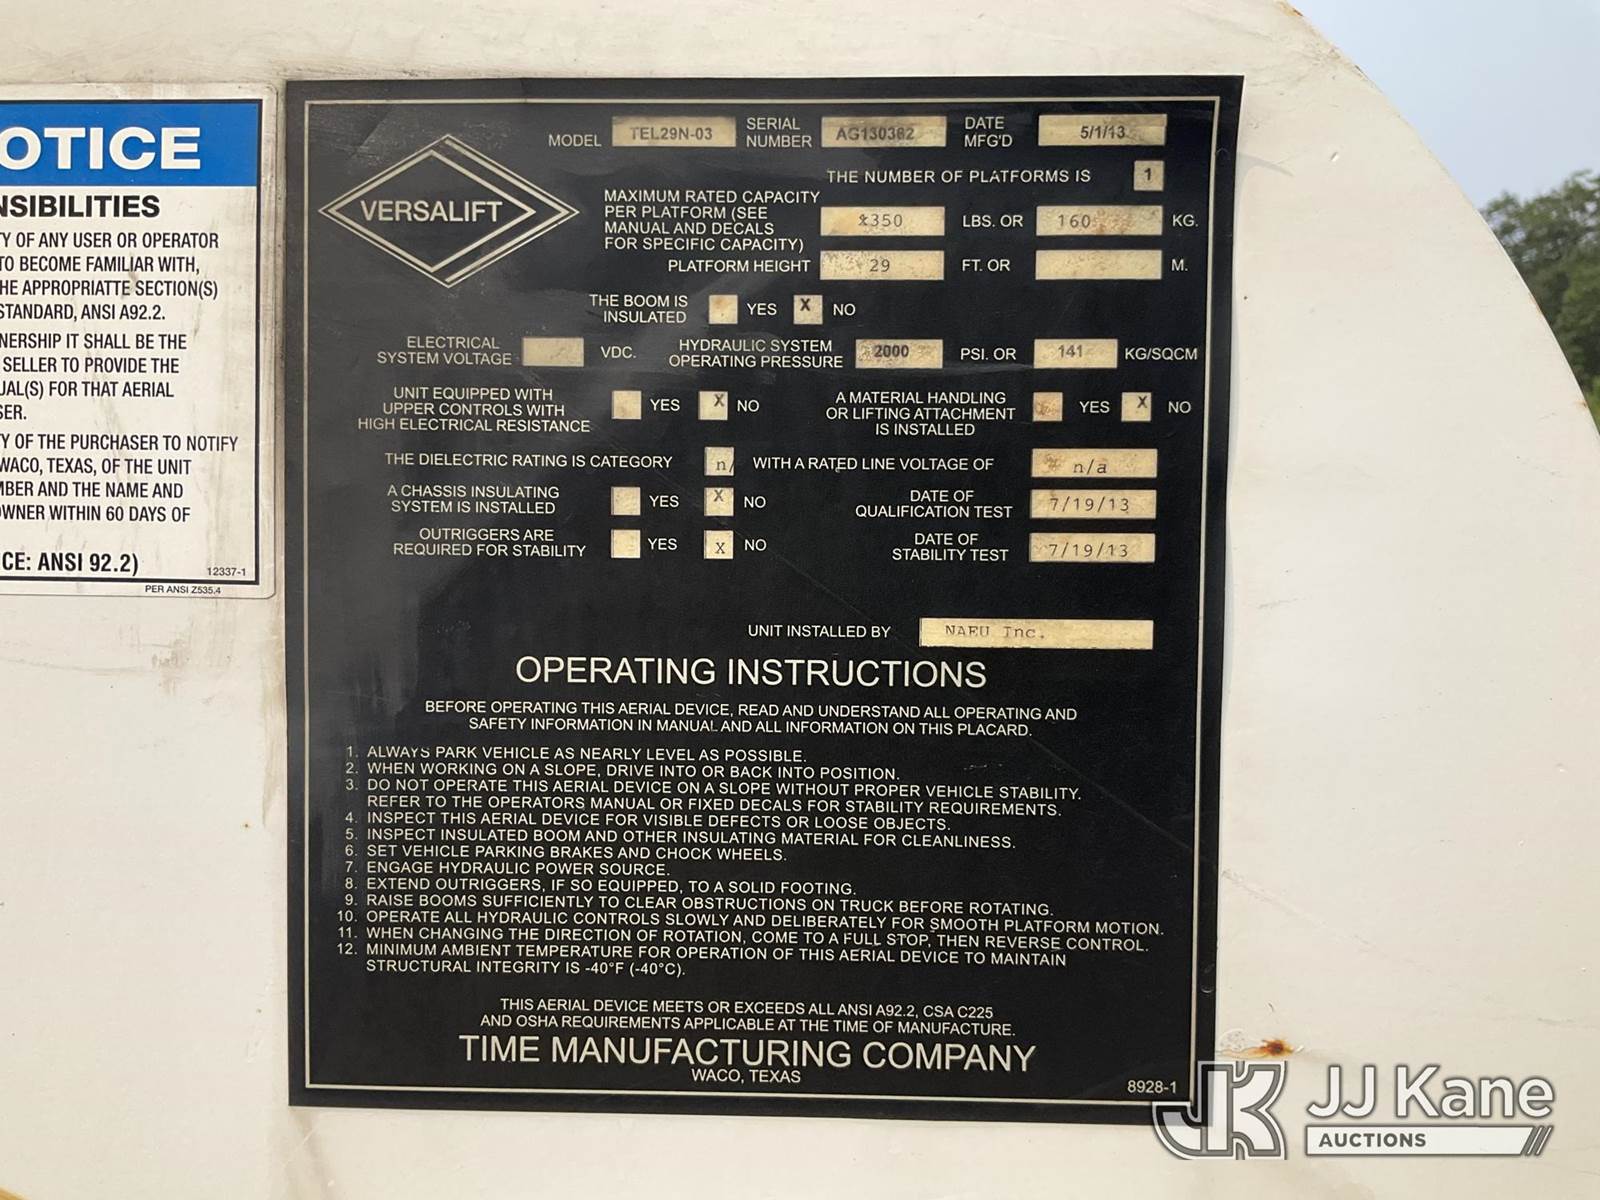 OTICE
NSIBILITIES
TY OF ANY USER OR OPERATOR
TO BECOME FAMILIAR WITH,
HE APPROPRIATTE SECTION(S)
STANDARD, ANSI A92.2.
NERSHIP IT SHALL BE THE
SELLER TO PROVIDE THE
UAL(S) FOR THAT AERIAL
SER.
TY OF THE PURCHASER TO NOTIFY
WACO, TEXAS, OF THE UNIT
MBER AND THE NAME AND
OWNER WITHIN 60 DAYS OF
CE: ANSI 92.2)
12337-1
PER ANSI Z535.4
MODEL TEL29N-03 SERIAL NUMBER AG130382 DATE MFG'D 5/1/13
THE NUMBER OF PLATFORMS IS 1
VERSALIFT
MAXIMUM RATED CAPACITY
PER PLATFORM (SEE
MANUAL AND DECALS
FOR SPECIFIC CAPACITY) 350 LBS. OR 160 KG.
PLATFORM HEIGHT 29 FT. OR M.
THE BOOM IS INSULATED YES X NO
ELECTRICAL SYSTEM VOLTAGE VDC. HYDRAULIC SYSTEM OPERATING PRESSURE 2000 PSI. OR 141 KG/SQCM
UNIT EQUIPPED WITH
UPPER CONTROLS WITH
HIGH ELECTRICAL RESISTANCE YES X NO
A MATERIAL HANDLING
OR LIFTING ATTACHMENT
IS INSTALLED YES X NO
THE DIELECTRIC RATING IS CATEGORY n/ WITH A RATED LINE VOLTAGE OF n/a
A CHASSIS INSULATING
SYSTEM IS INSTALLED YES X NO
DATE OF
QUALIFICATION TEST 7/19/13
OUTRIGGERS ARE
REQUIRED FOR STABILITY YES X NO
DATE OF
STABILITY TEST 7/19/13
UNIT INSTALLED BY NAEU Inc.
OPERATING INSTRUCTIONS
BEFORE OPERATING THIS AERIAL DEVICE, READ AND UNDERSTAND ALL OPERATING AND
SAFETY INFORMATION IN MANUAL AND ALL INFORMATION ON THIS PLACARD.
1. ALWAYS PARK VEHICLE AS NEARLY LEVEL AS POSSIBLE.
2. WHEN WORKING ON A SLOPE, DRIVE INTO OR BACK INTO POSITION.
3. DO NOT OPERATE THIS AERIAL DEVICE ON A SLOPE WITHOUT PROPER VEHICLE STABILITY.
REFER TO THE OPERATORS MANUAL OR FIXED DECALS FOR STABILITY REQUIREMENTS.
4. INSPECT THIS AERIAL DEVICE FOR VISIBLE DEFECTS OR LOOSE OBJECTS.
5. INSPECT INSULATED BOOM AND OTHER INSULATING MATERIAL FOR CLEANLINESS.
6. SET VEHICLE PARKING BRAKES AND CHOCK WHEELS.
7. ENGAGE HYDRAULIC POWER SOURCE.
8. EXTEND OUTRIGGERS, IF SO EQUIPPED, TO A SOLID FOOTING.
9. RAISE BOOMS SUFFICIENTLY TO CLEAR OBSTRUCTIONS ON TRUCK BEFORE ROTATING.
10. OPERATE ALL HYDRAULIC CONTROLS SLOWLY AND DELIBERATELY FOR SMOOTH PLATFORM MOTION.
11. WHEN CHANGING THE DIRECTION OF ROTATION, COME TO A FULL STOP, THEN REVERSE CONTROL.
12. MINIMUM AMBIENT TEMPERATURE FOR OPERATION OF THIS AERIAL DEVICE TO MAINTAIN
STRUCTURAL INTEGRITY IS -40°F (-40°C).
THIS AERIAL DEVICE MEETS OR EXCEEDS ALL ANSI A92.2, CSA C225
AND OSHA REQUIREMENTS APPLICABLE AT THE TIME OF MANUFACTURE.
TIME MANUFACTURING COMPANY
WACO, TEXAS
8928-1
JK JJ Kane
AUCTIONS